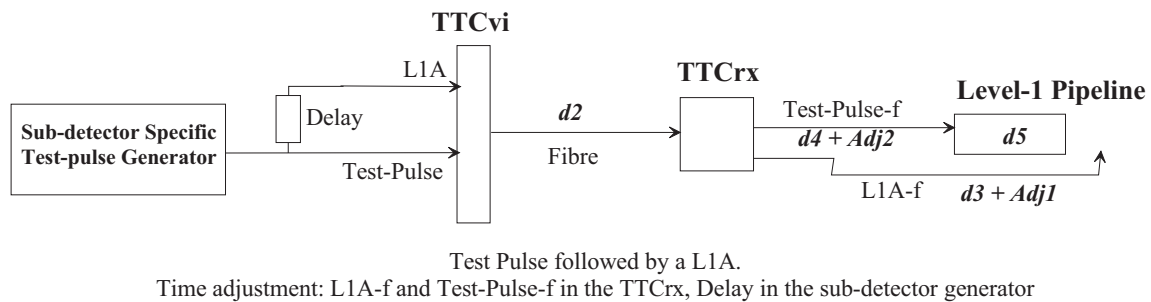 TTCvi
L1A
TTCrx
Level-1 Pipeline
Sub-detector Specific
Test-pulse Generator
Delay
d2
Test-Pulse-f
d4 + Adj2
d5
Test-Pulse
Fibre
L1A-f
d3 + Adj1
Test Pulse followed by a L1A.
Time adjustment: L1A-f and Test-Pulse-f in the TTCrx, Delay in the sub-detector generator